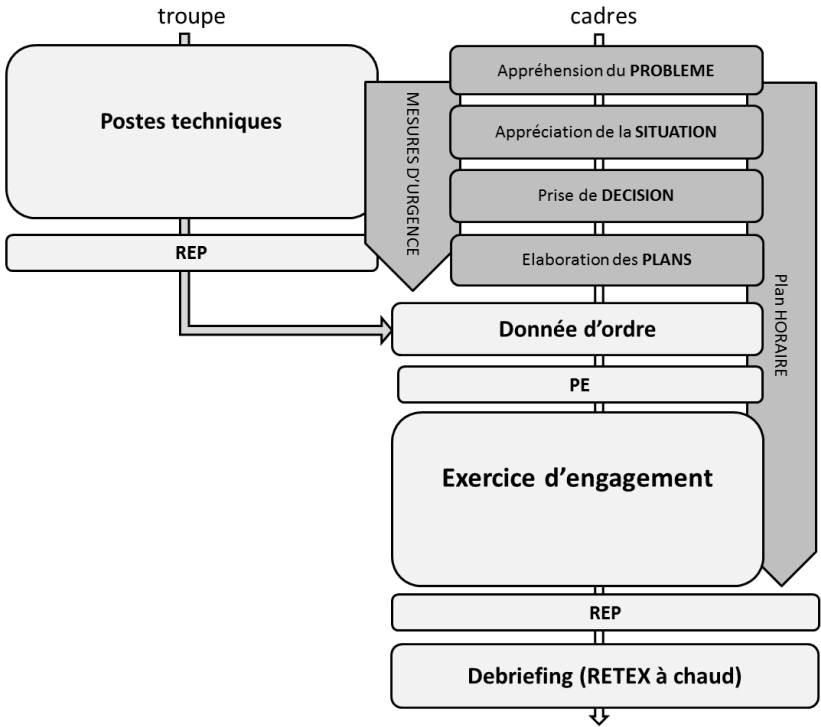 troupe
cadres
Postes techniques
REP
MESURES D'URGENCE
Appréhension du PROBLEME
Appréciation de la SITUATION
Prise de DECISION
Elaboration des PLANS
Plan HORAIRE
Donnée d'ordre
PE
Exercice d'engagement
REP
Debriefing (RETEX à chaud)